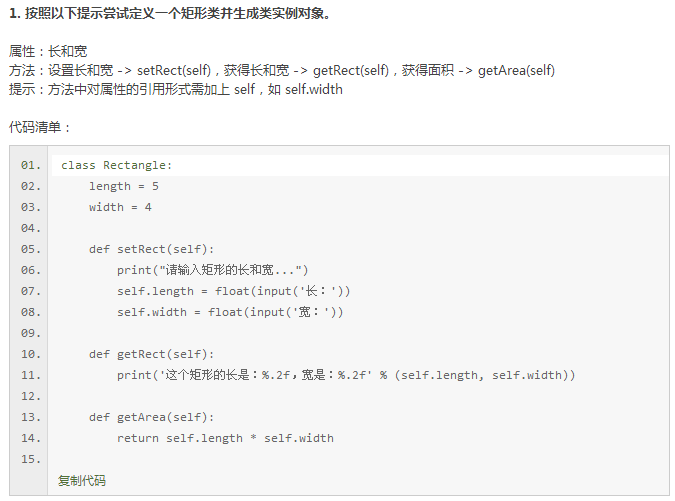 1. 按照以下提示尝试定义一个矩形类并生成类实例对象。
属性：长和宽
方法：设置长和宽 -> setRect(self)，获得长和宽 -> getRect(self)，获得面积 -> getArea(self)
提示：方法中对属性的引用形式需加上 self，如 self.width
代码清单：
01. class Rectangle:
02.     length = 5
03.     width = 4
04.
05.     def setRect(self):
06.         print("请输入矩形的长和宽...")
07.         self.length = float(input('长：'))
08.         self.width = float(input('宽：'))
09.
10.     def getRect(self):
11.         print('这个矩形的长是：%.2f，宽是：%.2f' % (self.length, self.width))
12.
13.     def getArea(self):
14.         return self.length * self.width
15.
复制代码